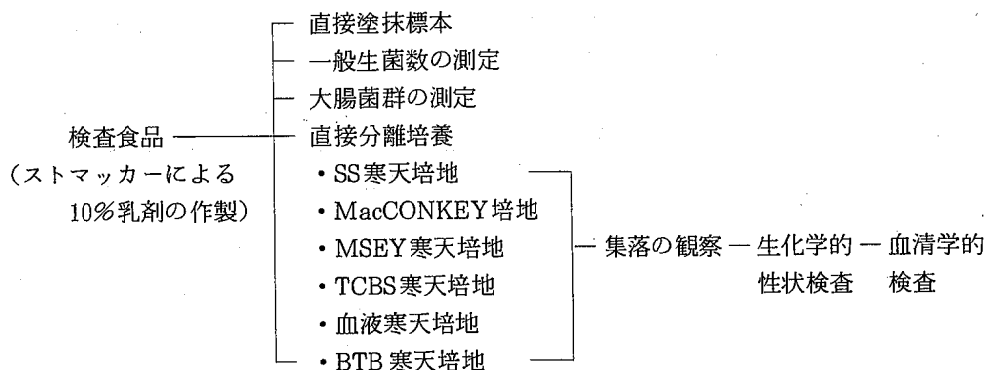 直接塗抹標本
一般生菌数の測定
大腸菌群の測定
検査食品
直接分離培養
(ストマッカーによる
10%乳剤の作製)
・SS寒天培地
・MacCONKEY培地
・MSEY寒天培地
・TCBS寒天培地
・血液寒天培地
・BTB寒天培地
集落の観察
生化学的
性状検査
血清学的
検査